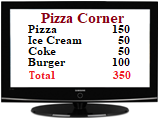 Pizza Corner
Pizza 150
Ice Cream 50
Coke 50
Burger 100
Total 350